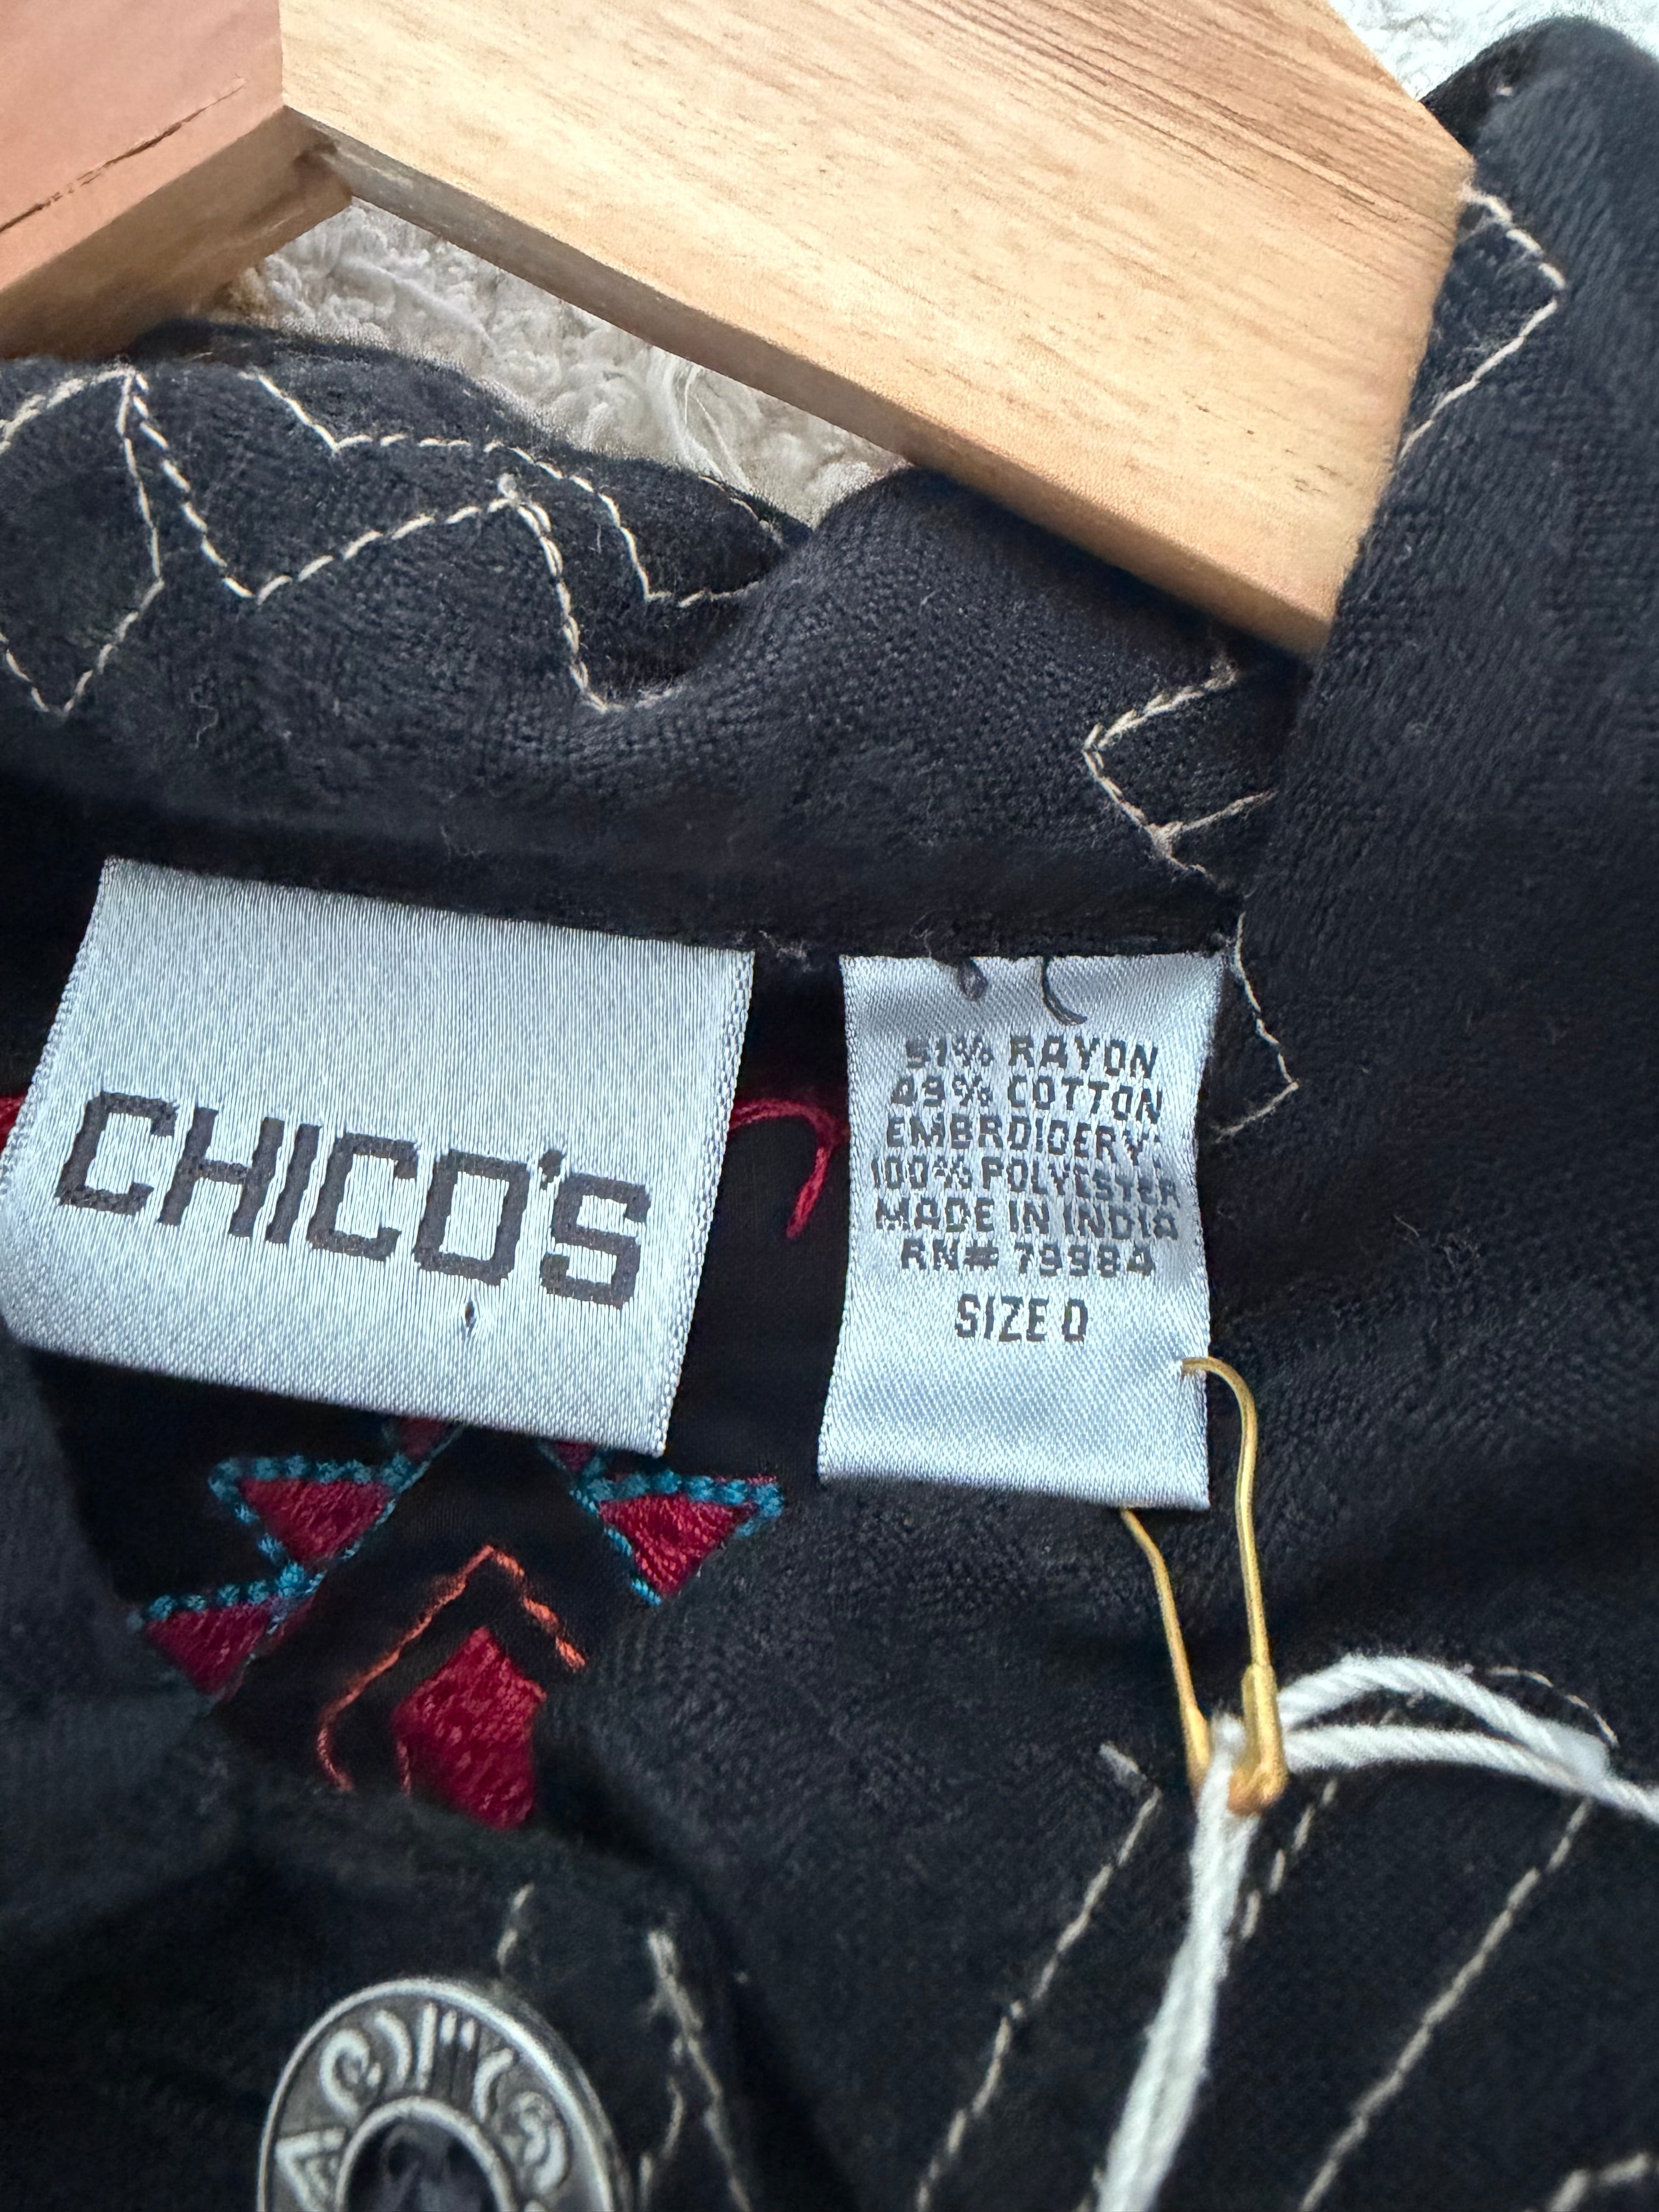 CHICO'S
51% RAYON
49% COTTON
EMBROIDERY:
100% POLYESTER
MADE IN INDIA
RN# 79984
SIZE 0